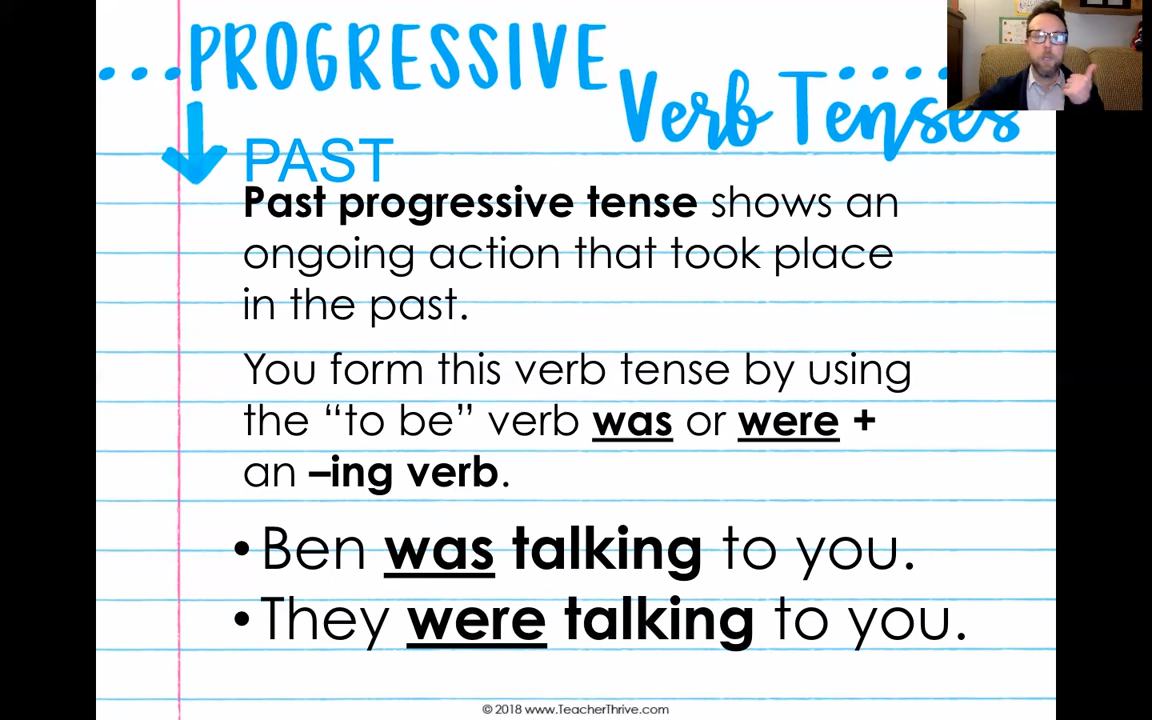 PROGRESSIVE
Verb Tenses
PAST
Past progressive tense shows an
ongoing action that took place
in the past.
You form this verb tense by using
the “to be” verb was or were +
an –ing verb.
•Ben was talking to you.
•They were talking to you.
© 2018 www.TeacherThrive.com